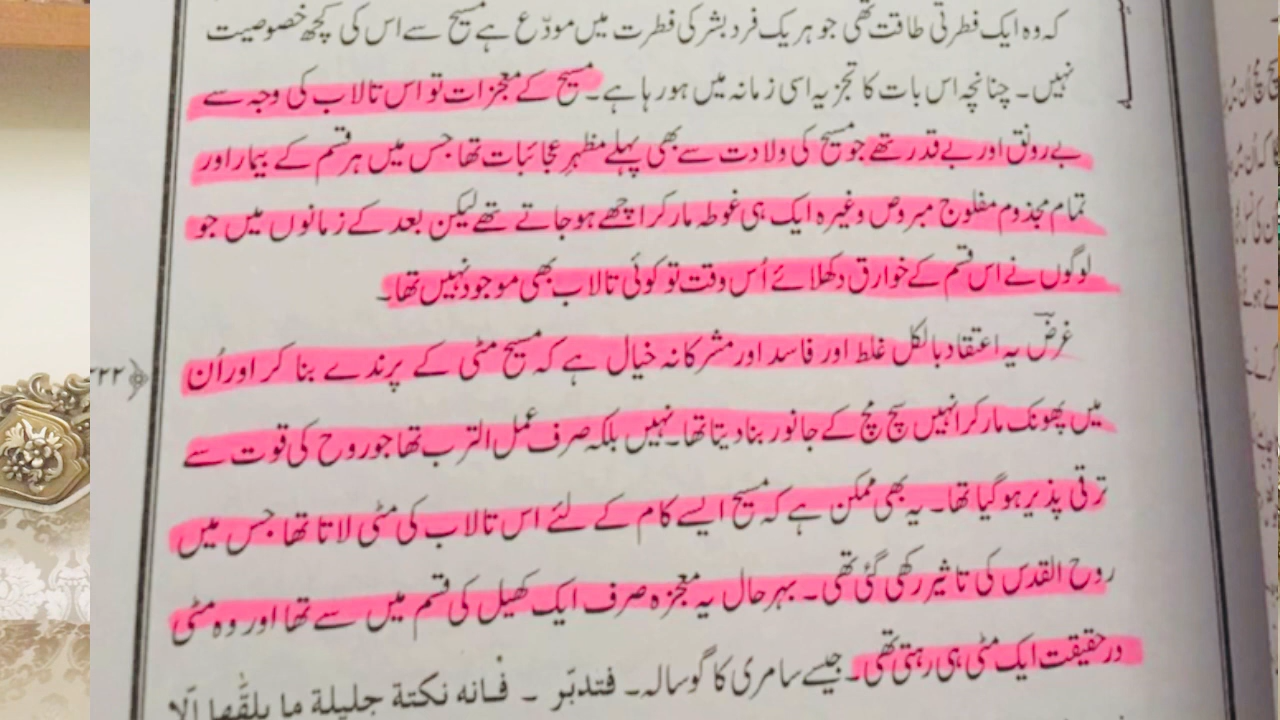 کہ وہ ایک فطرتی طاقت تھی جو ہر یک فرد بشر کی فطرت میں مودّع ہے مسیح سے اس کی کچھ خصوصیت
نہیں۔ چنانچہ اس بات کا تجربہ اسی زمانہ میں ہو رہا ہے۔ مسیح کے معجزات تو اس تالاب کی وجہ سے
بے رونق اور بے قدر تھے جو مسیح کی ولادت سے بھی پہلے مظہر عجائبات تھا جس میں ہر قسم کے بیمار اور
تمام مجذوم مفلوج مبروص وغیرہ ایک ہی غوطہ مار کر اچھے ہو جاتے تھے لیکن بعد کے زمانوں میں جو
لوگوں نے اس قسم کے خوارق دکھلائے اُس وقت تو کوئی تالاب بھی موجود نہیں تھا۔
غرض یہ اعتقاد بالکل غلط اور فاسد اور مشرکانہ خیال ہے کہ مسیح مٹی کے پرندے بنا کر اور اُن
میں پھونک مار کر انہیں سچ مچ کے جانور بنا دیتا تھا۔ نہیں بلکہ صرف عمل الترب تھا جو روح کی قوت سے
ترقی پذیر ہو گیا تھا۔ یہ بھی ممکن ہے کہ مسیح ایسے کام کے لئے اس تالاب کی مٹی لاتا تھا جس میں
روح القدس کی تاثیر رکھی گئی تھی۔ بہرحال یہ معجزہ صرف ایک کھیل کی قسم میں سے تھا اور وہ مٹی
درحقیقت ایک مٹی ہی رہتی تھی۔ جیسے سامری کا گوسالہ۔ فتدبّر ۔ فانه نکتة جلیلة ما یلقّٰها الّا